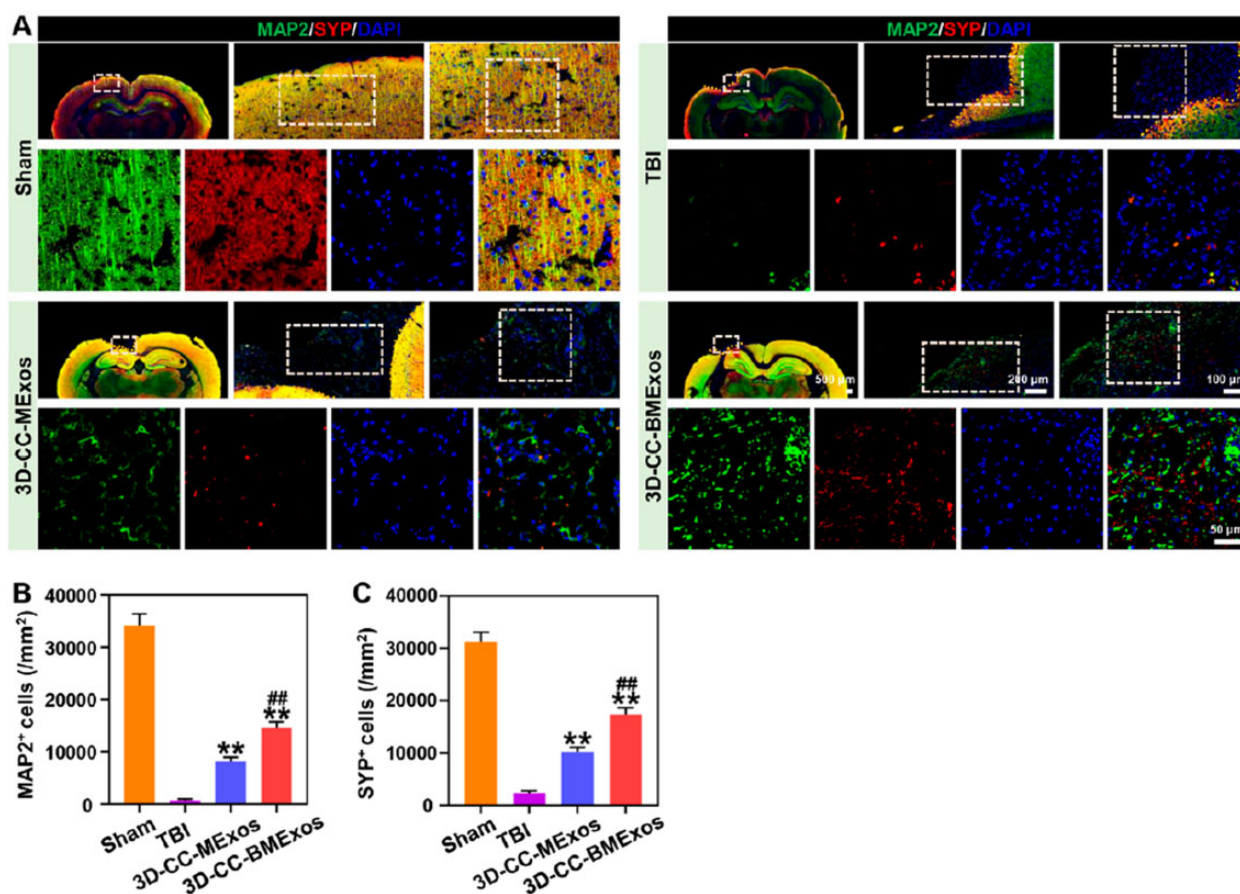 A
MAP2/SYP/DAPI
MAP2/SYP/DAPI
Sham
TBI
3D-CC-MExos
3D-CC-BMExos
500 µm
200 µm
100 µm
50 µm
B
MAP2⁺ cells (/mm²)
40000
30000
20000
10000
0
**
##
**
Sham
TBI
3D-CC-MExos
3D-CC-BMExos
C
SYP⁺ cells (/mm²)
40000
30000
20000
10000
0
**
##
**
Sham
TBI
3D-CC-MExos
3D-CC-BMExos